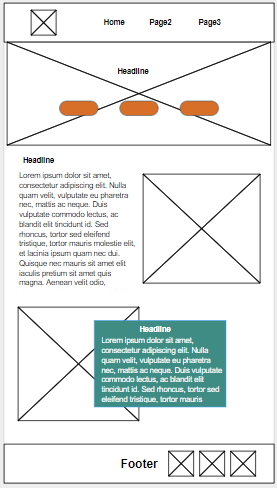 Home Page2 Page3
Headline
Headline
Lorem ipsum dolor sit amet,
consectetur adipiscing elit. Nulla
quam velit, vulputate eu pharetra
nec, mattis ac neque. Duis
vulputate commodo lectus, ac
blandit elit tincidunt id. Sed
rhoncus, tortor sed eleifend
tristique, tortor mauris molestie elit,
et lacinia ipsum quam nec dui.
Quisque nec mauris sit amet elit
iaculis pretium sit amet quis
magna. Aenean velit odio,
Headline
Lorem ipsum dolor sit amet,
consectetur adipiscing elit. Nulla
quam velit, vulputate eu pharetra
nec, mattis ac neque. Duis
vulputate commodo lectus, ac
blandit elit tincidunt id. Sed
rhoncus, tortor sed
eleifend tristique, tortor mauris
Footer